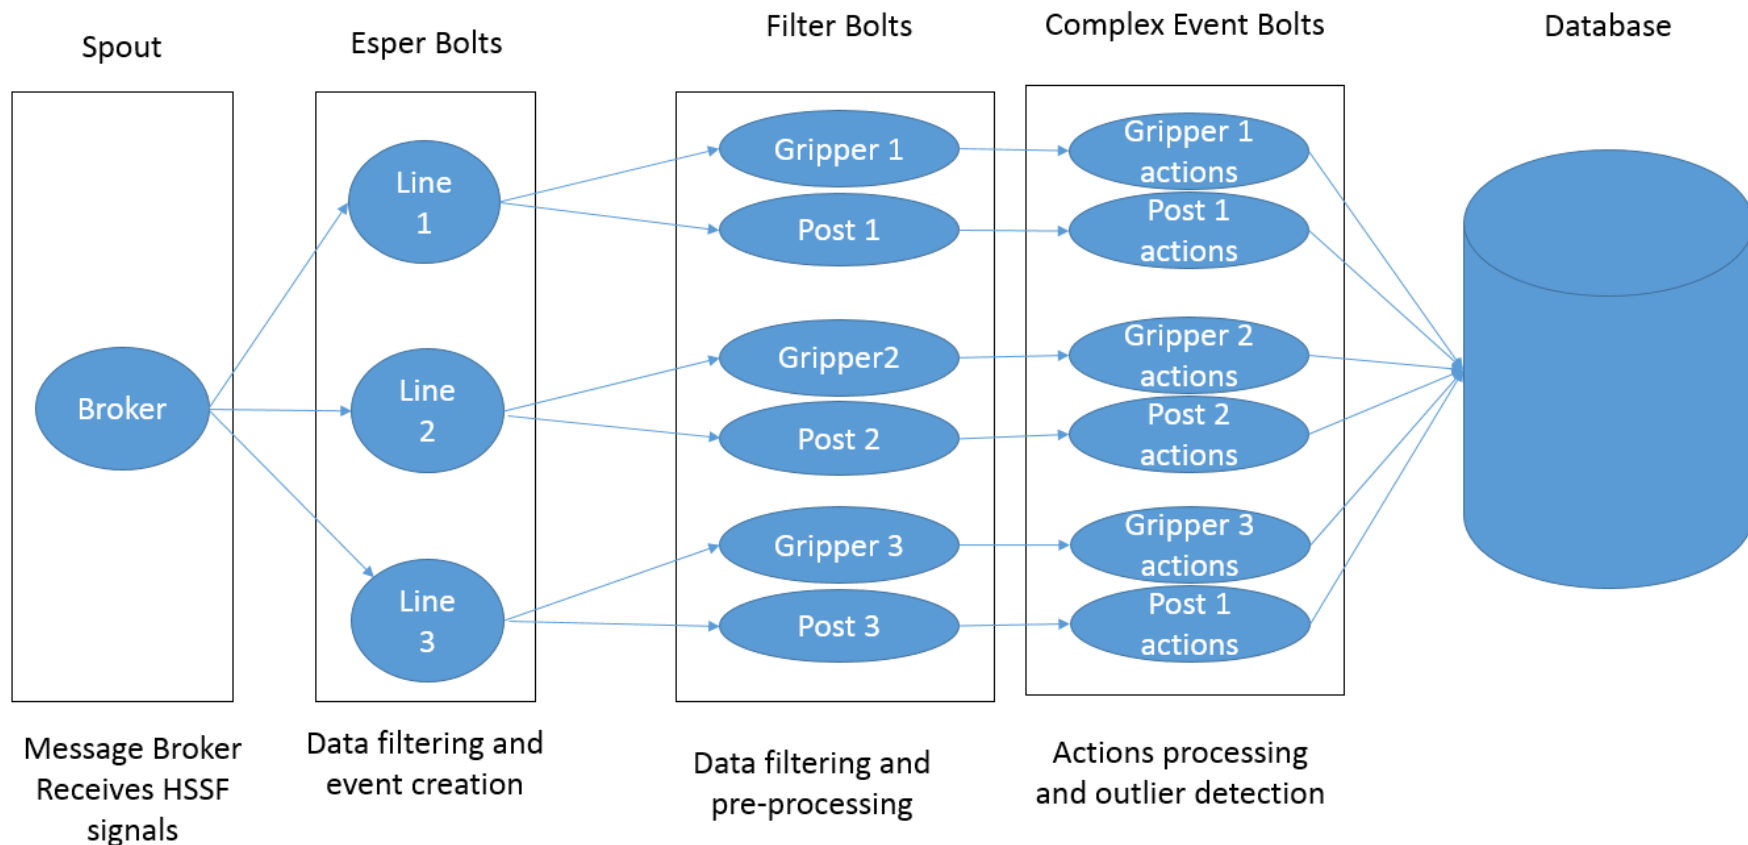 Spout
Esper Bolts
Filter Bolts
Complex Event Bolts
Database
Broker
Line
1
Line
2
Line
3
Gripper 1
Post 1
Gripper2
Post 2
Gripper 3
Post 3
Gripper 1
actions
Post 1
actions
Gripper 2
actions
Post 2
actions
Gripper 3
actions
Post 1
actions
Message Broker
Receives HSSF
signals
Data filtering and
event creation
Data filtering and
pre-processing
Actions processing
and outlier detection